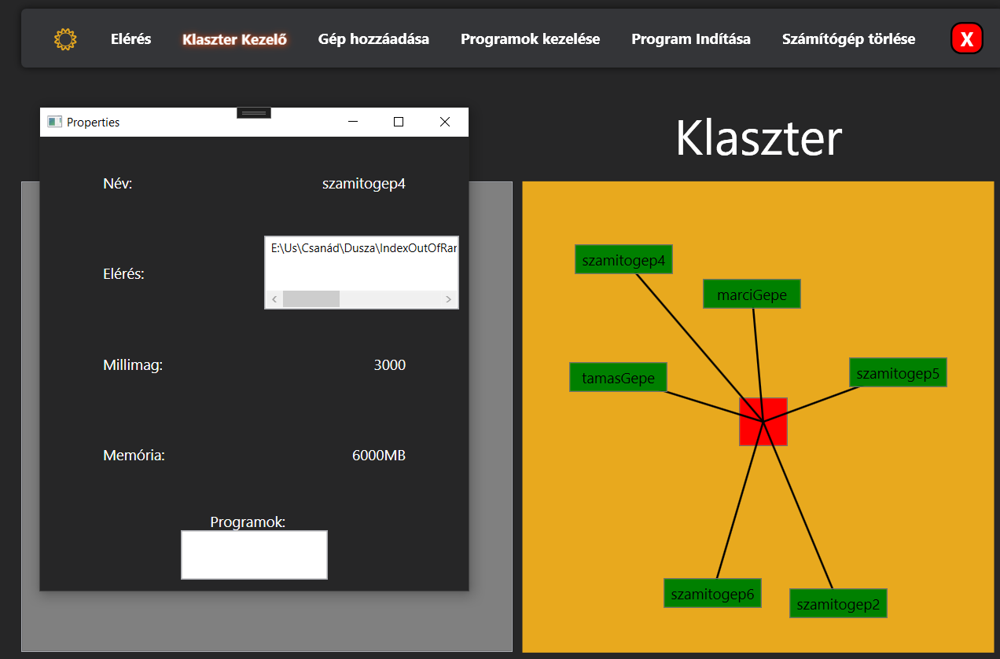 Elérés Klaszter Kezelő Gép hozzáadása Programok kezelése Program Indítása Számítógép törlése X
Properties
Név: szamitogep4
Elérés: E:\Us\Csanád\Dusza\IndexOutOfRar
Millimag: 3000
Memória: 6000MB
Programok:
Klaszter
szamitogep4
marciGepe
tamasGepe
szamitogep5
szamitogep6
szamitogep2